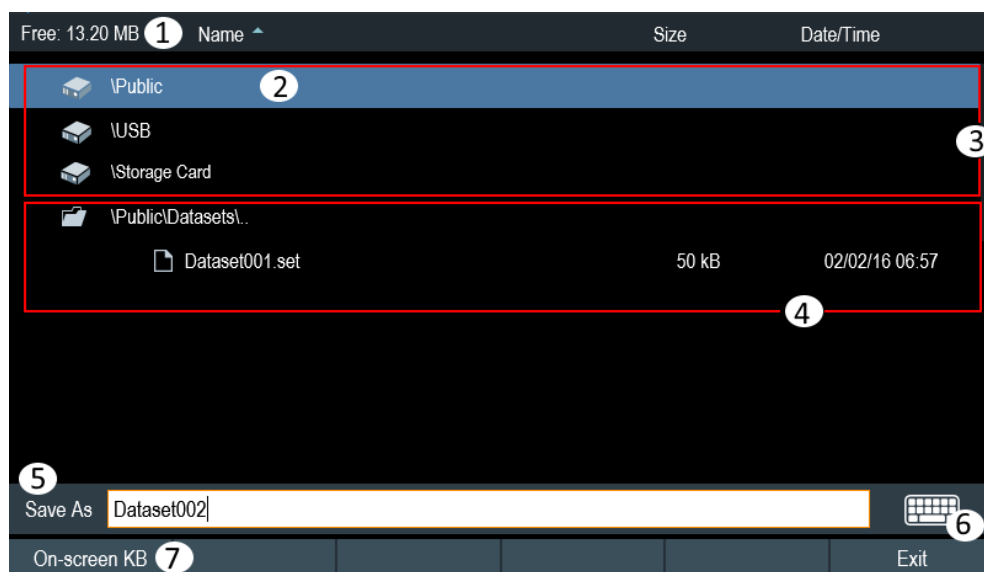 Free: 13.20 MB 1 Name Size Date/Time
\Public 2
\USB
3
\Storage Card
\Public\Datasets\..
Dataset001.set 50 kB 02/02/16 06:57
4
5
Save As Dataset002
6
On-screen KB 7 Exit